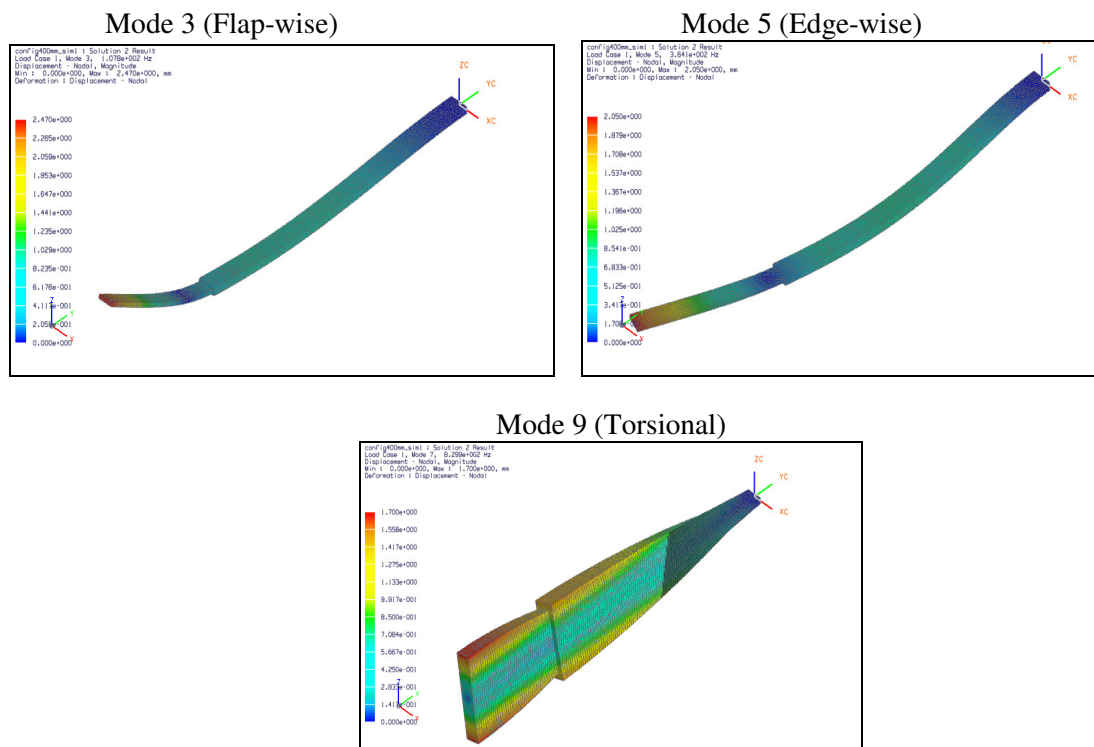 Mode 3 (Flap-wise)
config400mm_sim1 : Solution 2 Result
Load Case 1, Mode 3, 1.078e+002 Hz
Displacement - Nodal, Magnitude
Min : 0.000e+000, Max : 2.470e+000, mm
Deformation : Displacement - Nodal
ZC
YC
XC
2.470e+000
2.265e+000
2.059e+000
1.853e+000
1.647e+000
1.441e+000
1.235e+000
1.029e+000
8.235e-001
6.176e-001
0.000e+000
Z
Y
X
Mode 5 (Edge-wise)
config400mm_sim1 : Solution 2 Result
Load Case 1, Mode 5, 3.641e+002 Hz
Displacement - Nodal, Magnitude
Min : 0.000e+000, Max : 2.050e+000, mm
Deformation : Displacement - Nodal
YC
XC
2.050e+000
1.879e+000
1.708e+000
1.537e+000
1.367e+000
1.196e+000
1.025e+000
8.541e-001
6.833e-001
5.125e-001
0.000e+000
Z
Y
X
Mode 9 (Torsional)
config400mm_sim1 : Solution 2 Result
Load Case 1, Mode 7, 8.299e+002 Hz
Displacement - Nodal, Magnitude
Min : 0.000e+000, Max : 1.700e+000, mm
Deformation : Displacement - Nodal
ZC
YC
XC
1.700e+000
1.558e+000
1.417e+000
1.275e+000
1.133e+000
9.917e-001
8.500e-001
7.084e-001
5.667e-001
4.250e-001
0.000e+000
Z
Y
X